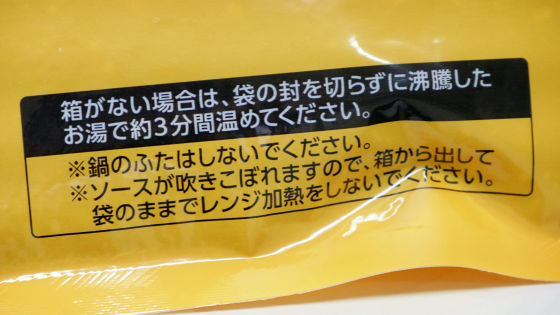 箱がない場合は、袋の封を切らずに沸騰した
お湯で約3分間温めてください。
※鍋のふたはしないでください。
※ソースが吹きこぼれますので、箱から出して
袋のままでレンジ加熱をしないでください。